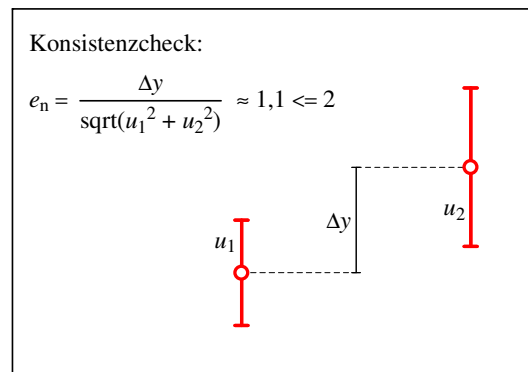 Konsistenzcheck:
eₙ = Δy / sqrt(u₁² + u₂²) ≈ 1,1 <= 2
u₂
Δy
u₁